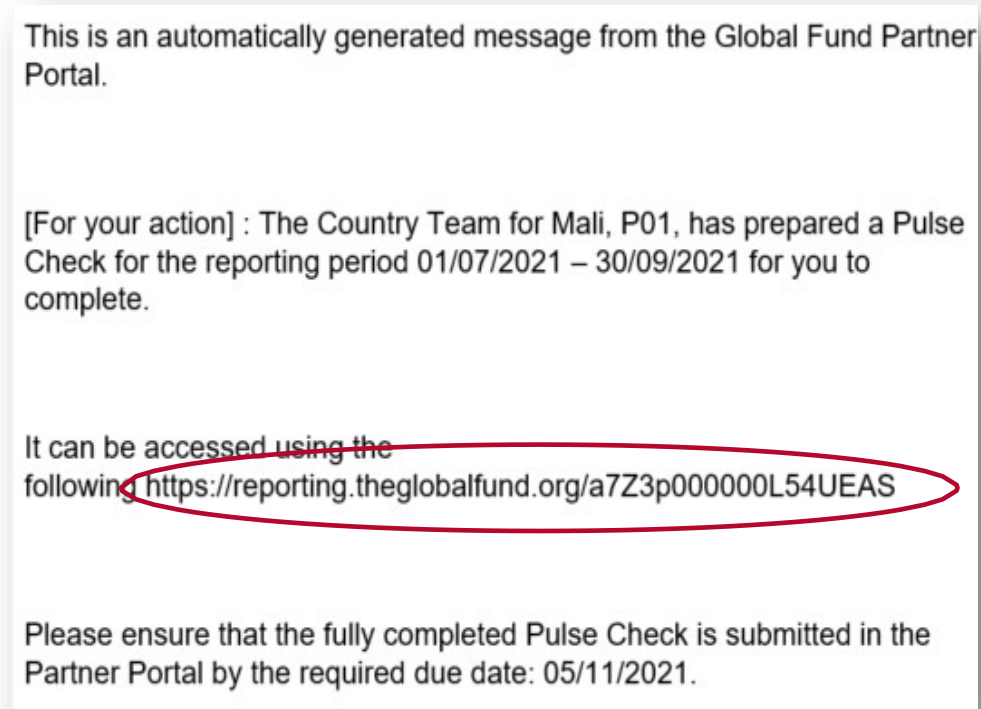 This is an automatically generated message from the Global Fund Partner
Portal.
[For your action] : The Country Team for Mali, P01, has prepared a Pulse
Check for the reporting period 01/07/2021 – 30/09/2021 for you to
complete.
It can be accessed using the
following https://reporting.theglobalfund.org/a7Z3p000000L54UEAS
Please ensure that the fully completed Pulse Check is submitted in the
Partner Portal by the required due date: 05/11/2021.